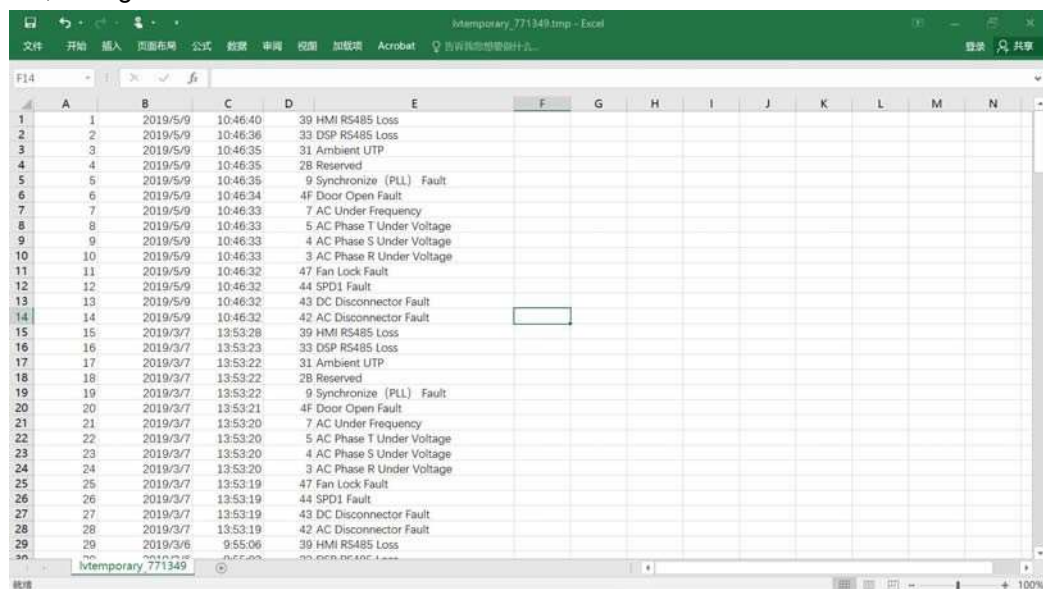 lvtemporary_771349.tmp - Excel
文件 开始 插入 页面布局 公式 数据 审阅 视图 加载项 Acrobat 告诉我您想要做什么... 登录 共享
F14 fx
A B C D E F G H I J K L M N
1 1 2019/5/9 10:46:40 39 HMI RS485 Loss
2 2 2019/5/9 10:46:36 33 DSP RS485 Loss
3 3 2019/5/9 10:46:35 31 Ambient UTP
4 4 2019/5/9 10:46:35 2B Reserved
5 5 2019/5/9 10:46:35 9 Synchronize（PLL） Fault
6 6 2019/5/9 10:46:34 4F Door Open Fault
7 7 2019/5/9 10:46:33 7 AC Under Frequency
8 8 2019/5/9 10:46:33 5 AC Phase T Under Voltage
9 9 2019/5/9 10:46:33 4 AC Phase S Under Voltage
10 10 2019/5/9 10:46:33 3 AC Phase R Under Voltage
11 11 2019/5/9 10:46:32 47 Fan Lock Fault
12 12 2019/5/9 10:46:32 44 SPD1 Fault
13 13 2019/5/9 10:46:32 43 DC Disconnector Fault
14 14 2019/5/9 10:46:32 42 AC Disconnector Fault
15 15 2019/3/7 13:53:28 39 HMI RS485 Loss
16 16 2019/3/7 13:53:23 33 DSP RS485 Loss
17 17 2019/3/7 13:53:22 31 Ambient UTP
18 18 2019/3/7 13:53:22 2B Reserved
19 19 2019/3/7 13:53:22 9 Synchronize（PLL） Fault
20 20 2019/3/7 13:53:21 4F Door Open Fault
21 21 2019/3/7 13:53:20 7 AC Under Frequency
22 22 2019/3/7 13:53:20 5 AC Phase T Under Voltage
23 23 2019/3/7 13:53:20 4 AC Phase S Under Voltage
24 24 2019/3/7 13:53:20 3 AC Phase R Under Voltage
25 25 2019/3/7 13:53:19 47 Fan Lock Fault
26 26 2019/3/7 13:53:19 44 SPD1 Fault
27 27 2019/3/7 13:53:19 43 DC Disconnector Fault
28 28 2019/3/7 13:53:19 42 AC Disconnector Fault
29 29 2019/3/6 9:55:06 39 HMI RS485 Loss
lvtemporary_771349
就绪 100%